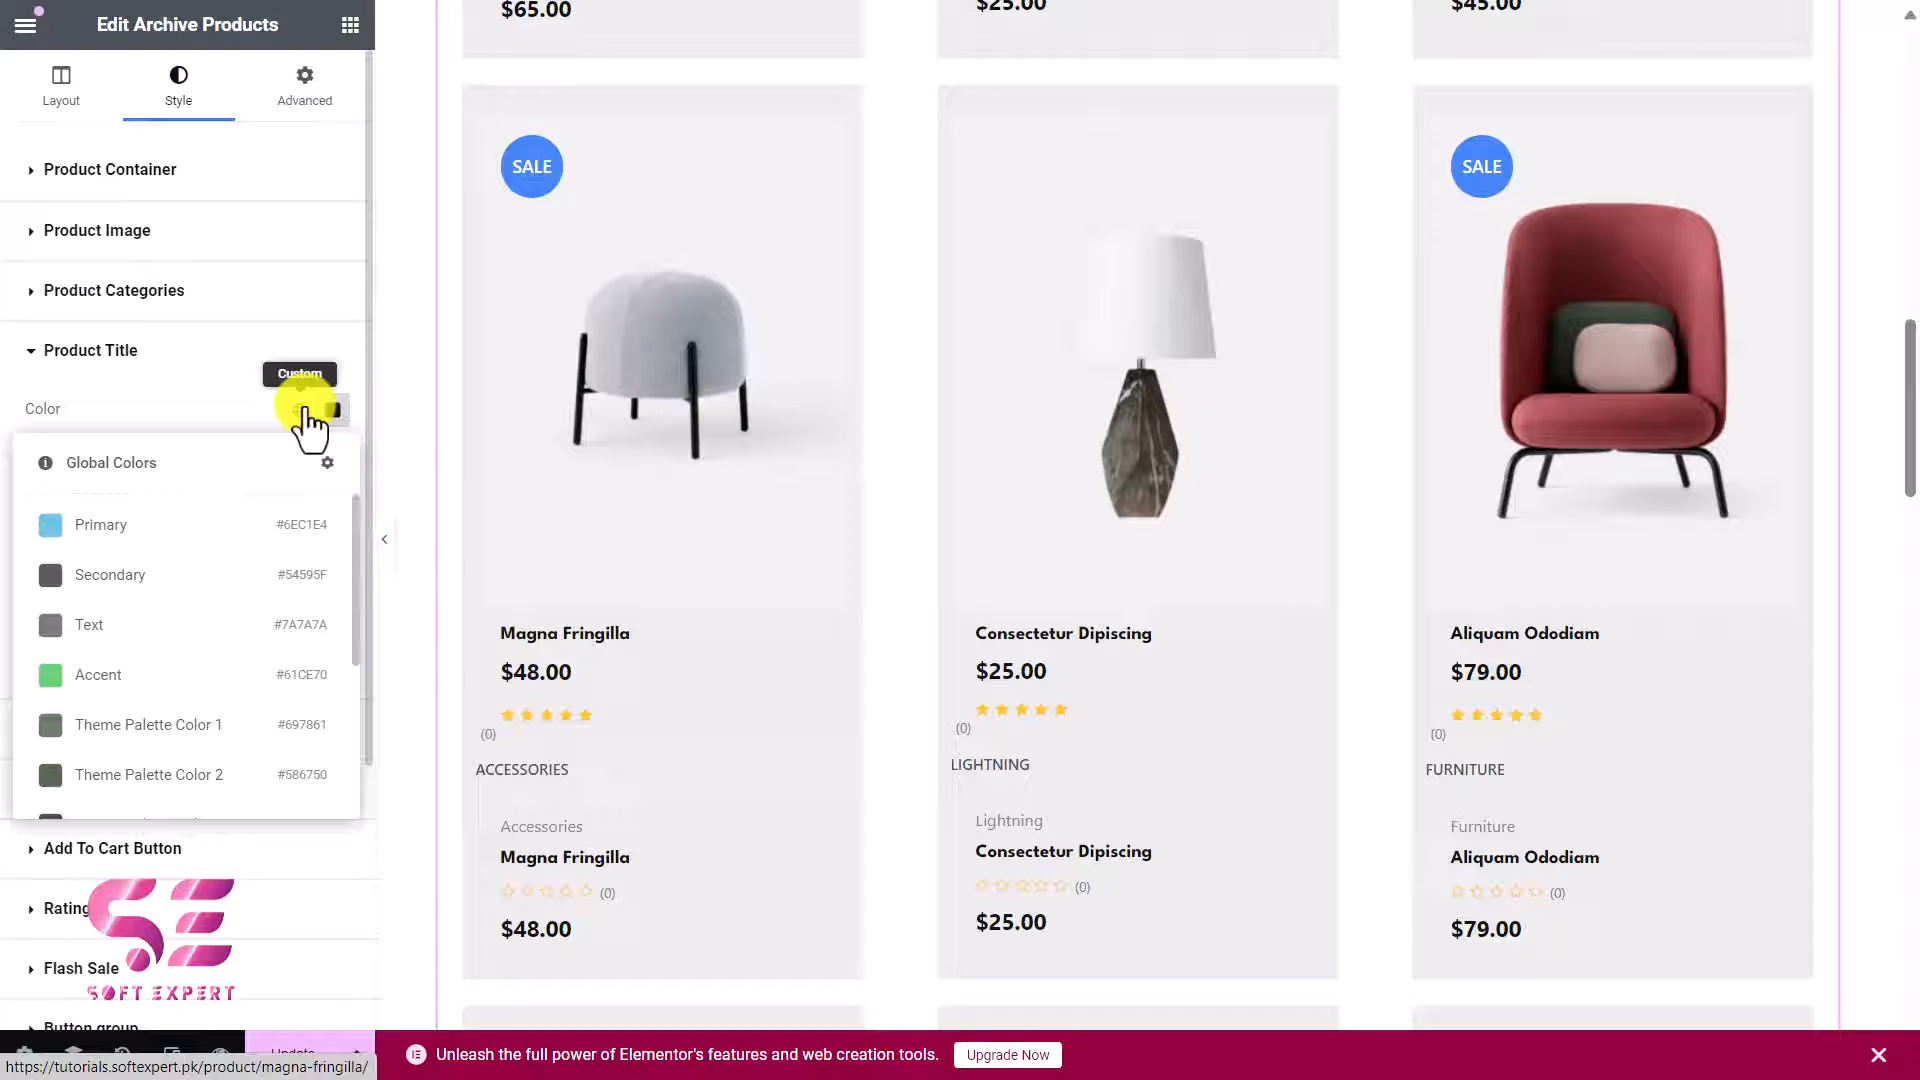 Edit Archive Products
Layout
Style
Advanced
Product Container
Product Image
Product Categories
Product Title
Custom
Color
Global Colors
Primary #6EC1E4
Secondary #54595F
Text #7A7A7A
Accent #61CE70
Theme Palette Color 1 #697861
Theme Palette Color 2 #586750
Add To Cart Button
Rating
Flash Sale
SOFT EXPERT
Button group
Update
https://tutorials.softexpert.pk/product/magna-fringilla/
$65.00
$25.00
$45.00
SALE
Magna Fringilla
$48.00
(0)
ACCESSORIES
Accessories
Magna Fringilla
(0)
$48.00
Consectetur Dipiscing
$25.00
(0)
LIGHTNING
Lightning
Consectetur Dipiscing
(0)
$25.00
SALE
Aliquam Ododiam
$79.00
(0)
FURNITURE
Furniture
Aliquam Ododiam
(0)
$79.00
Unleash the full power of Elementor's features and web creation tools.
Upgrade Now